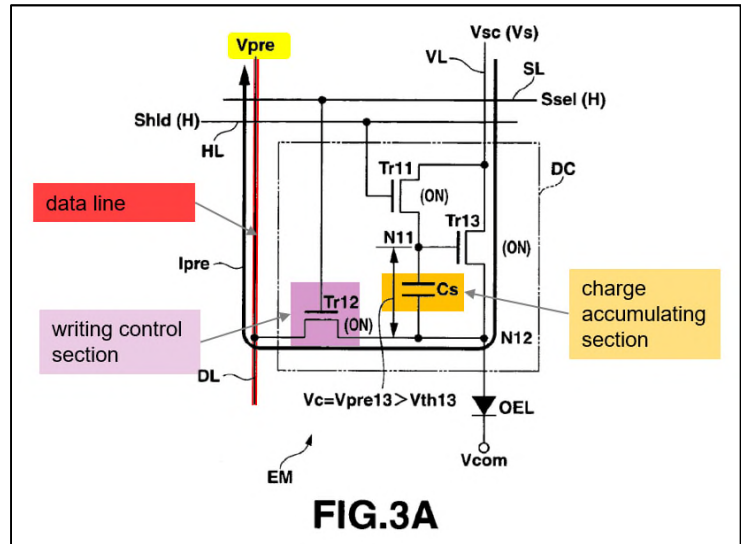 Vpre
Vsc (Vs)
VL
SL
Ssel (H)
Shld (H)
HL
Tr11
DC
(ON)
Tr13
data line
N11
(ON)
Ipre
Cs
charge
accumulating
section
Tr12
writing control
section
(ON)
N12
DL
Vc=Vpre13>Vth13
OEL
Vcom
EM
FIG.3A